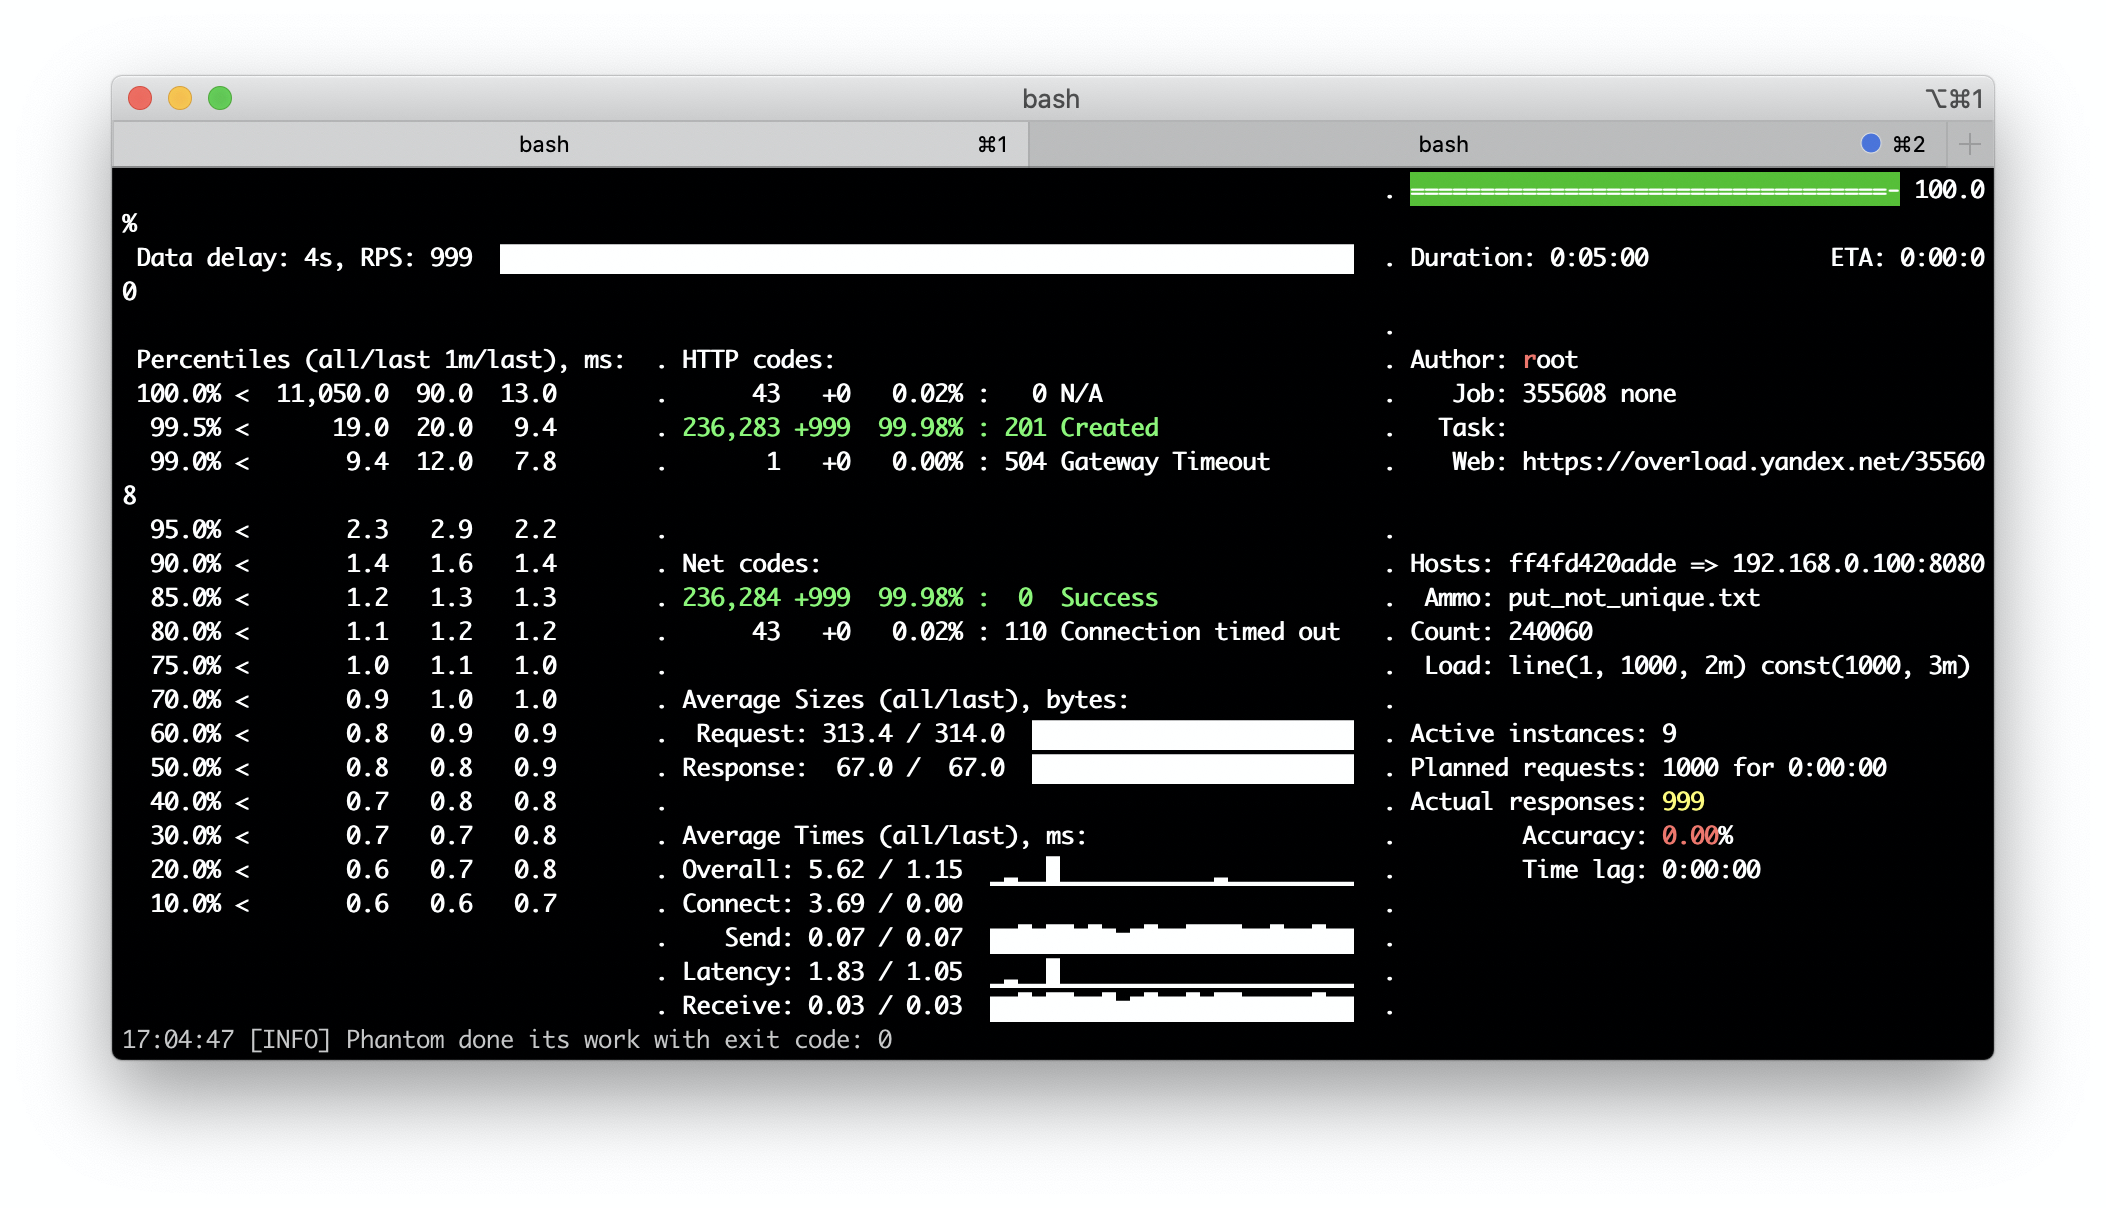 bash ⌥⌘1
bash ⌘1 bash ⌘2 +
. ==================================- 100.0
%
Data delay: 4s, RPS: 999 . Duration: 0:05:00 ETA: 0:00:0
0
.
Percentiles (all/last 1m/last), ms: . HTTP codes: . Author: root
100.0% < 11,050.0 90.0 13.0 . 43 +0 0.02% : 0 N/A . Job: 355608 none
99.5% < 19.0 20.0 9.4 . 236,283 +999 99.98% : 201 Created . Task:
99.0% < 9.4 12.0 7.8 . 1 +0 0.00% : 504 Gateway Timeout . Web: https://overload.yandex.net/35560
8
95.0% < 2.3 2.9 2.2 . .
90.0% < 1.4 1.6 1.4 . Net codes: . Hosts: ff4fd420adde => 192.168.0.100:8080
85.0% < 1.2 1.3 1.3 . 236,284 +999 99.98% : 0 Success . Ammo: put_not_unique.txt
80.0% < 1.1 1.2 1.2 . 43 +0 0.02% : 110 Connection timed out . Count: 240060
75.0% < 1.0 1.1 1.0 . . Load: line(1, 1000, 2m) const(1000, 3m)
70.0% < 0.9 1.0 1.0 . Average Sizes (all/last), bytes: .
60.0% < 0.8 0.9 0.9 . Request: 313.4 / 314.0 . Active instances: 9
50.0% < 0.8 0.8 0.9 . Response: 67.0 / 67.0 . Planned requests: 1000 for 0:00:00
40.0% < 0.7 0.8 0.8 . . Actual responses: 999
30.0% < 0.7 0.7 0.8 . Average Times (all/last), ms: . Accuracy: 0.00%
20.0% < 0.6 0.7 0.8 . Overall: 5.62 / 1.15 . Time lag: 0:00:00
10.0% < 0.6 0.6 0.7 . Connect: 3.69 / 0.00 .
. Send: 0.07 / 0.07 .
. Latency: 1.83 / 1.05 .
. Receive: 0.03 / 0.03 .
17:04:47 [INFO] Phantom done its work with exit code: 0